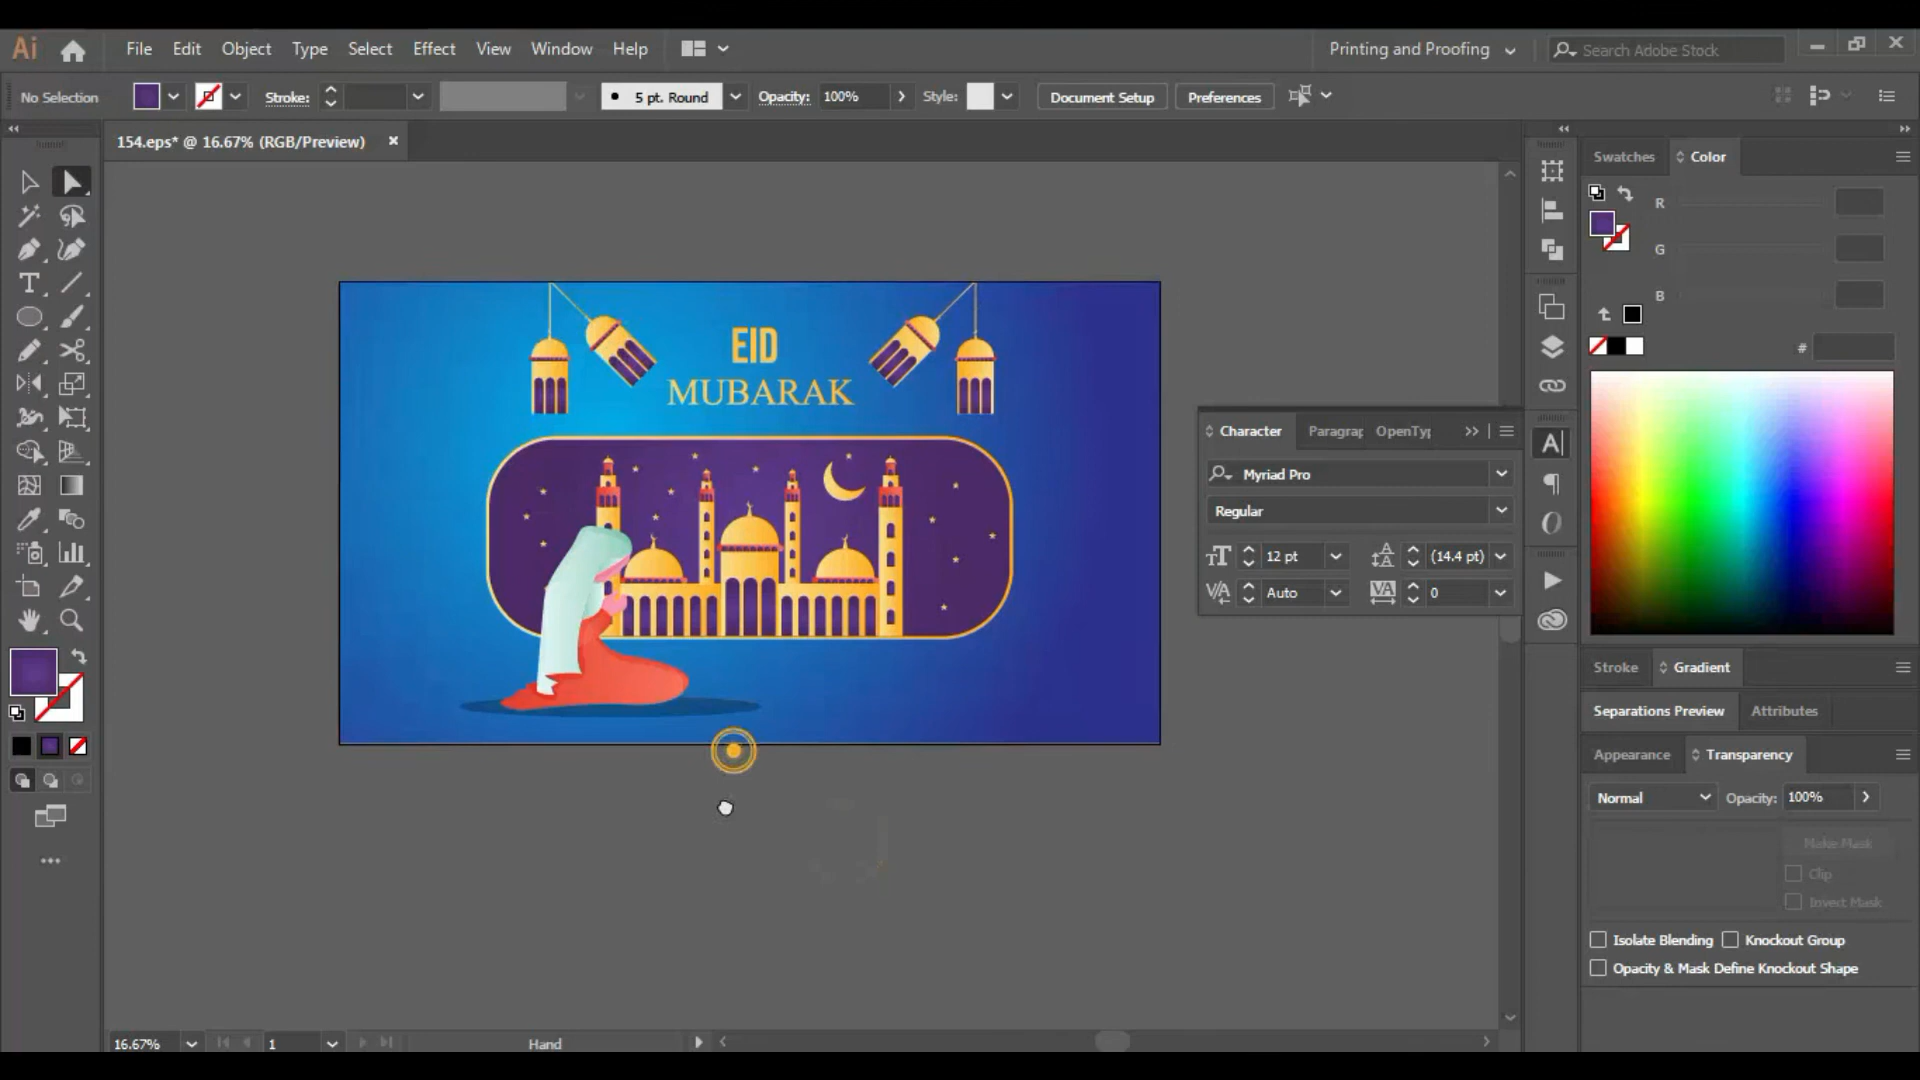 Ai File Edit Object Type Select Effect View Window Help Printing and Proofing Search Adobe Stock
No Selection Stroke: 5 pt. Round Opacity: 100% Style: Document Setup Preferences
154.eps* @ 16.67% (RGB/Preview)
Swatches Color
R
G
B
#
EID
MUBARAK
Character Paragrap OpenTyp
Myriad Pro
Regular
12 pt (14.4 pt)
Auto 0
Stroke Gradient
Separations Preview Attributes
Appearance Transparency
Normal Opacity: 100%
Make Mask
Clip
Invert Mask
Isolate Blending Knockout Group
Opacity & Mask Define Knockout Shape
16.67% 1 Hand